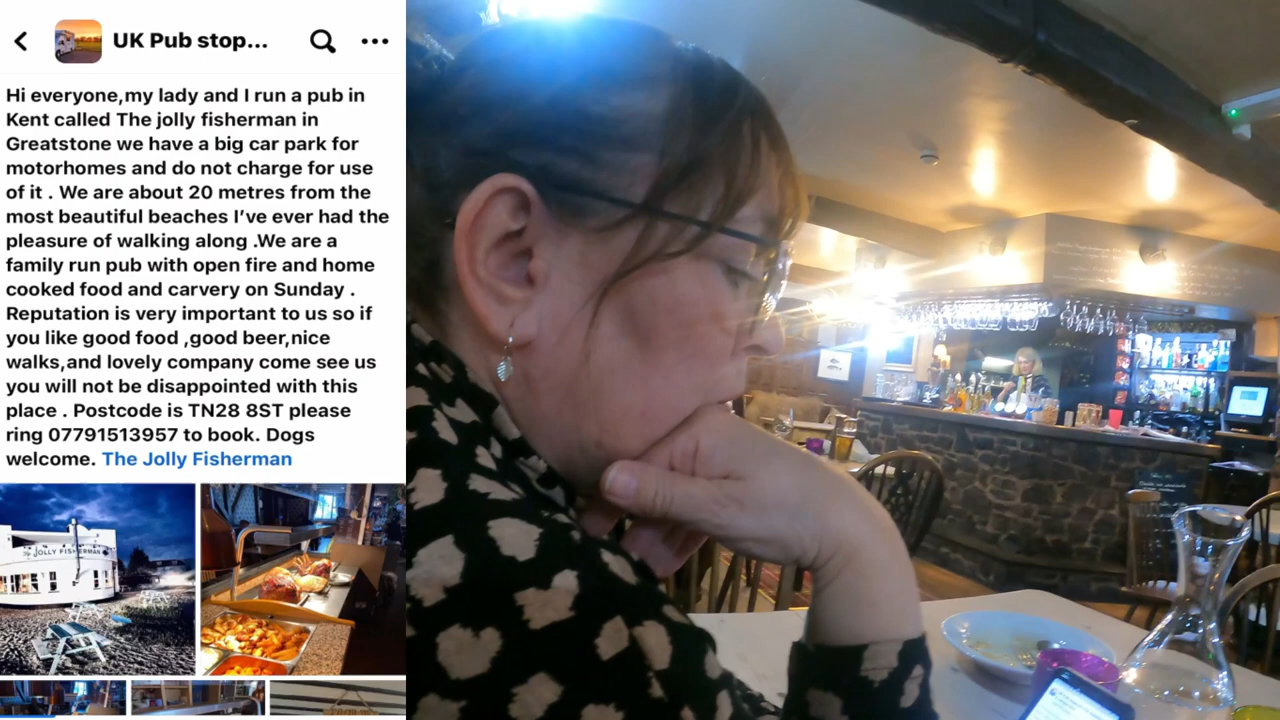 UK Pub stop...
Hi everyone,my lady and I run a pub in
Kent called The jolly fisherman in
Greatstone we have a big car park for
motorhomes and do not charge for use
of it . We are about 20 metres from the
most beautiful beaches I've ever had the
pleasure of walking along .We are a
family run pub with open fire and home
cooked food and carvery on Sunday .
Reputation is very important to us so if
you like good food ,good beer,nice
walks,and lovely company come see us
you will not be disappointed with this
place . Postcode is TN28 8ST please
ring 07791513957 to book. Dogs
welcome. The Jolly Fisherman
The JOLLY FISHERMAN